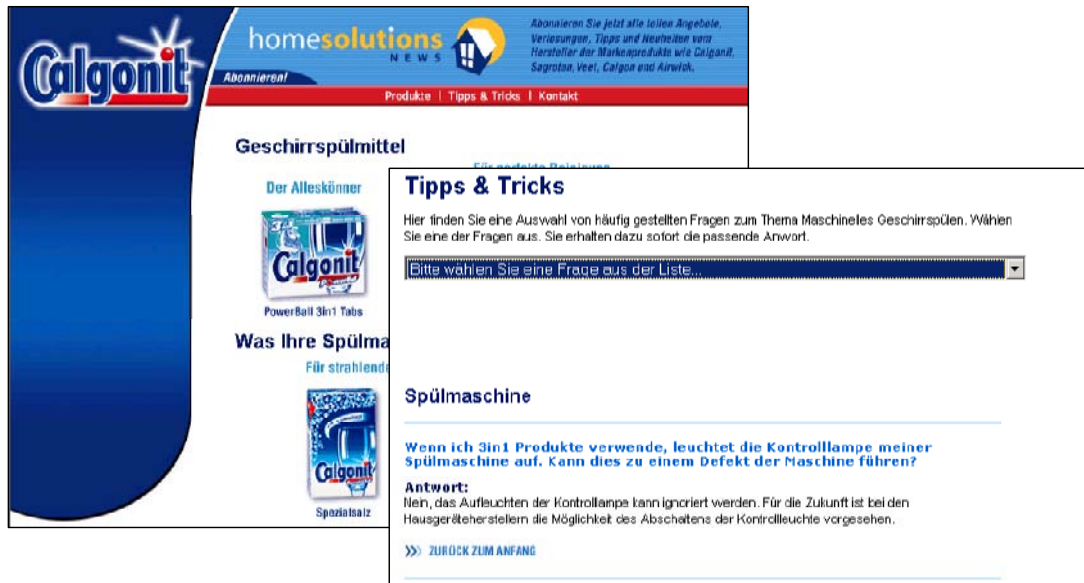 Calgonit
homesolutions
NEWS
Abonnieren!
Abonnieren Sie jetzt alle tollen Angebote,
Verlosungen, Tipps und Neuheiten vom
Hersteller der Markenprodukte wie Calgonit,
Sagrotan, Veet, Calgon und Airwick.
Produkte | Tipps & Tricks | Kontakt
Geschirrspülmittel
Für perfekte Reinigung
Der Alleskönner
Calgonit
PowerBall 3in1 Tabs
Was Ihre Spülma
Für strahlende
Calgonit
Spezialsalz
Tipps & Tricks
Hier finden Sie eine Auswahl von häufig gestellten Fragen zum Thema Maschinelles Geschirrspülen. Wählen
Sie eine der Fragen aus. Sie erhalten dazu sofort die passende Anwort.
Bitte wählen Sie eine Frage aus der Liste...
Spülmaschine
Wenn ich 3in1 Produkte verwende, leuchtet die Kontrolllampe meiner
Spülmaschine auf. Kann dies zu einem Defekt der Maschine führen?
Antwort:
Nein, das Aufleuchten der Kontrollampe kann ignoriert werden. Für die Zukunft ist bei den
Hausgeräteherstellern die Möglichkeit des Abschaltens der Kontrollleuchte vorgesehen.
>>> ZURÜCK ZUM ANFANG